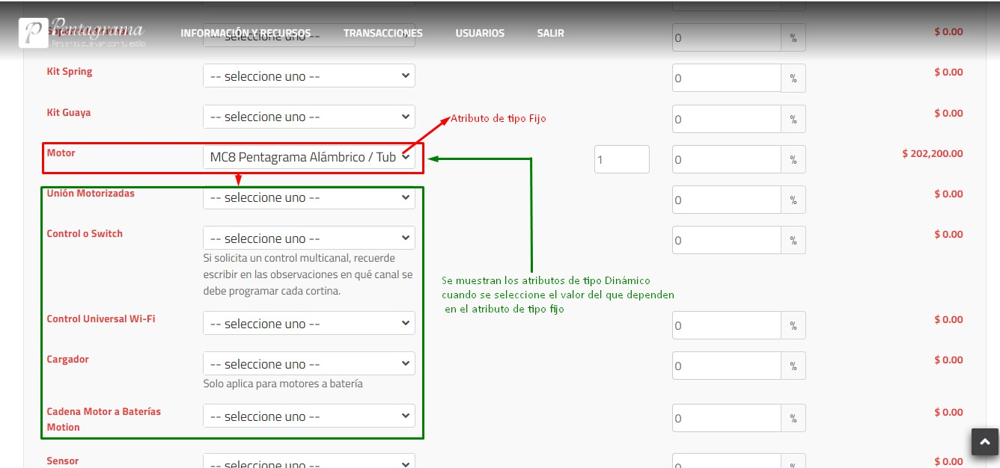 Pentagrama
Persianas que van con tu estilo
INFORMACIÓN Y RECURSOS
TRANSACCIONES
USUARIOS
SALIR
0 % $ 0.00
Kit Spring -- seleccione uno -- 0 % $ 0.00
Kit Guaya -- seleccione uno -- 0 % $ 0.00
Atributo de tipo Fijo
Motor MC8 Pentagrama Alámbrico / Tub 1 0 % $ 202,200.00
Unión Motorizadas -- seleccione uno -- 0 % $ 0.00
Control o Switch -- seleccione uno -- 0 % $ 0.00
Si solicita un control multicanal, recuerde
escribir en las observaciones en qué canal se
debe programar cada cortina.
Se muestran los atributos de tipo Dinámico
cuando se seleccione el valor del que dependen
en el atributo de tipo fijo
Control Universal Wi-Fi -- seleccione uno -- 0 % $ 0.00
Cargador -- seleccione uno -- 0 % $ 0.00
Solo aplica para motores a batería
Cadena Motor a Baterías
Motion -- seleccione uno -- 0 % $ 0.00
Sensor -- seleccione uno -- 0 % $ 0.00